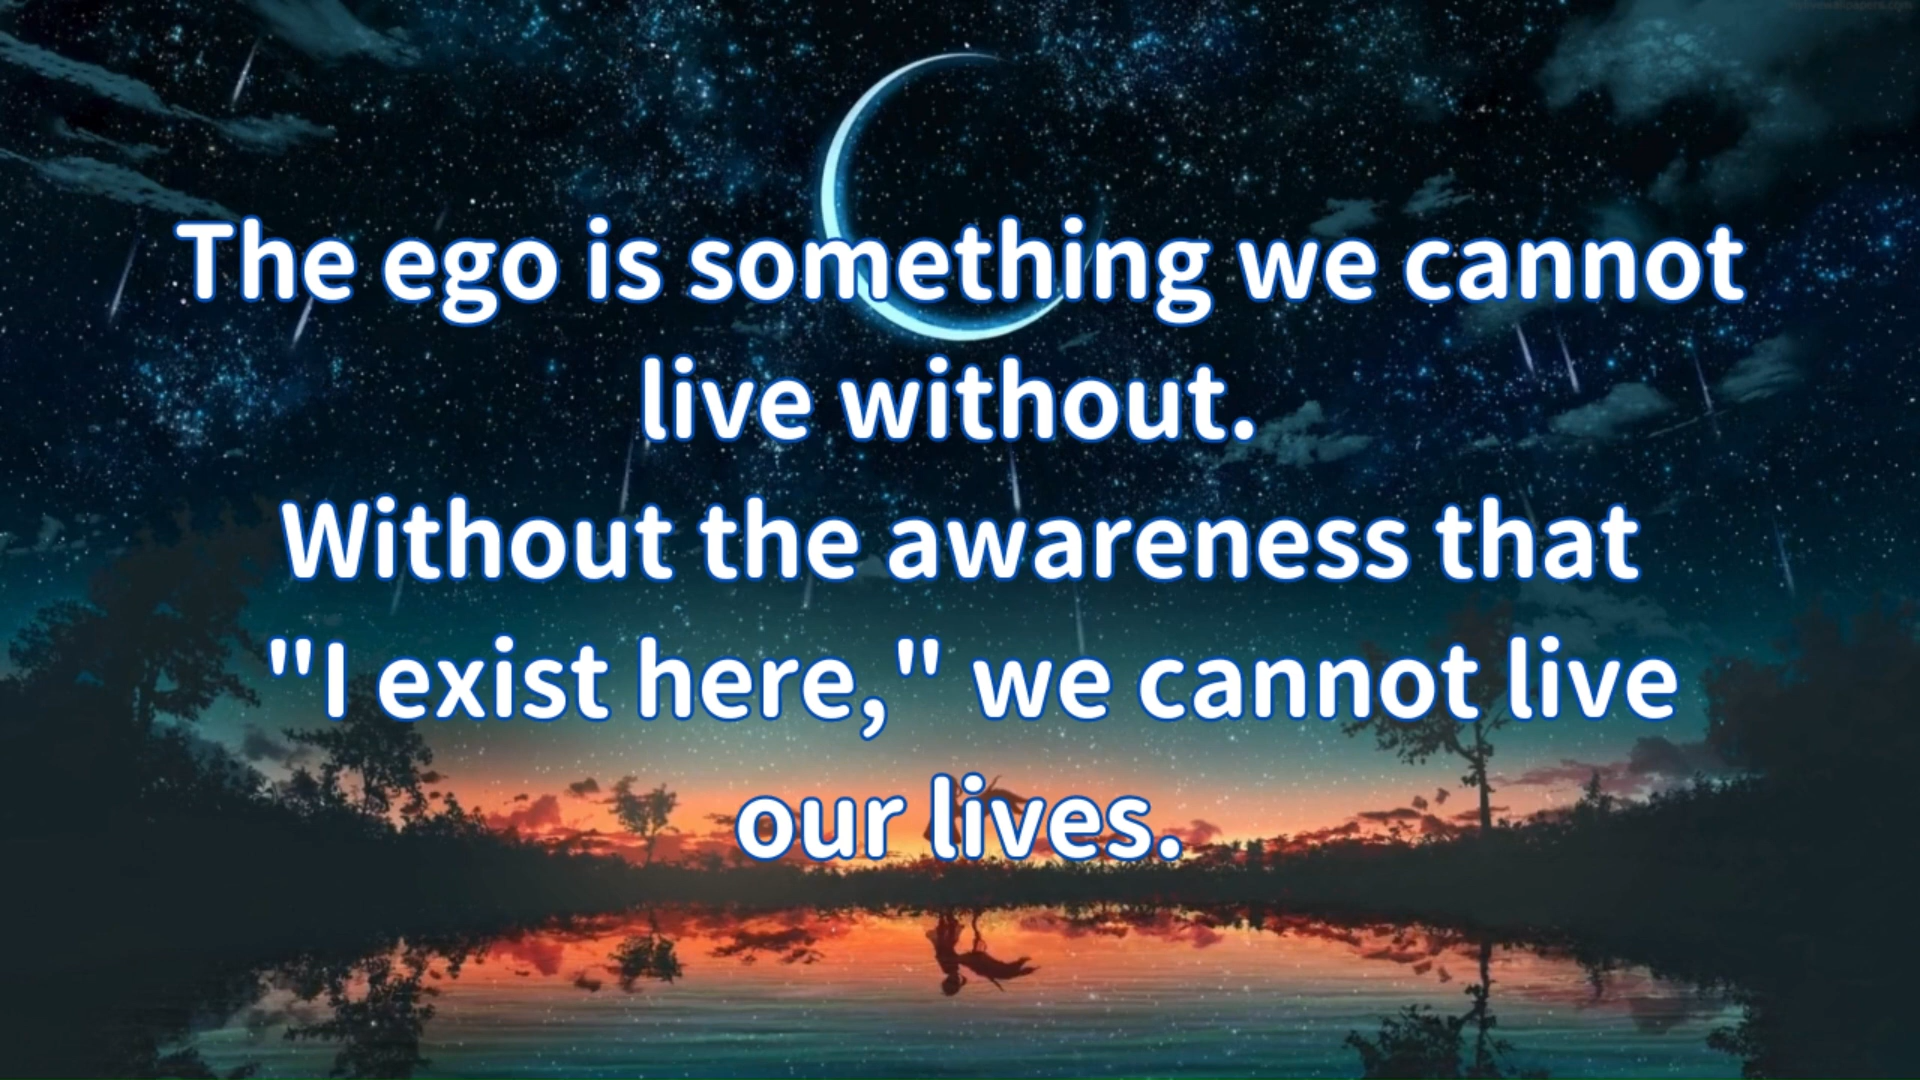 The ego is something we cannot
live without.
Without the awareness that
"I exist here," we cannot live
our lives.